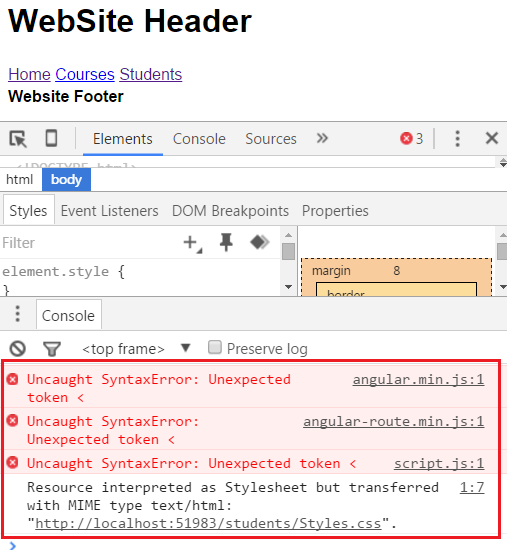 WebSite Header
Home Courses Students
Website Footer
Elements Console Sources » 3
<!DOCTYPE html>
html body
Styles Event Listeners DOM Breakpoints Properties
Filter
element.style {
margin 8
}
border
Console
<top frame> ▼ Preserve log
Uncaught SyntaxError: Unexpected angular.min.js:1
token <
Uncaught SyntaxError: angular-route.min.js:1
Unexpected token <
Uncaught SyntaxError: Unexpected token < script.js:1
Resource interpreted as Stylesheet but transferred 1:7
with MIME type text/html:
"http://localhost:51983/students/Styles.css".